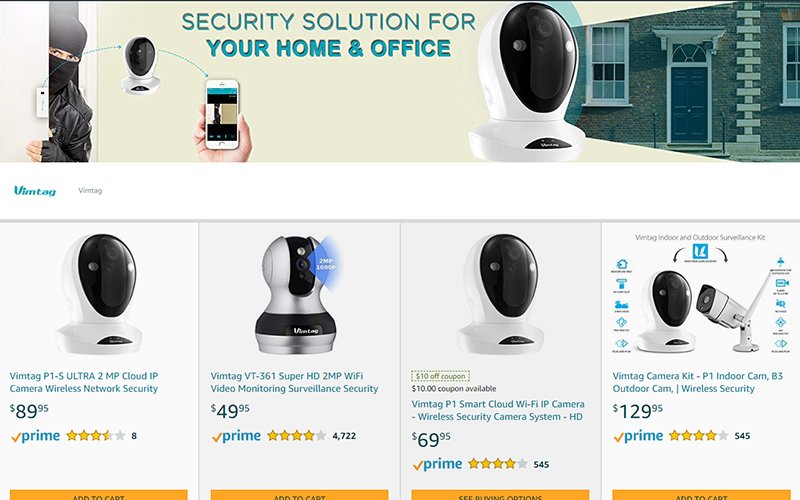 SECURITY SOLUTION FOR
YOUR HOME & OFFICE
Vimtag
Vimtag
2MP
1080P
Vimtag
Vimtag Indoor and Outdoor Surveillance Kit
Vimtag P1-S ULTRA 2 MP Cloud IP
Camera Wireless Network Security
$89.95
prime
8
ADD TO CART
Vimtag VT-361 Super HD 2MP WiFi
Video Monitoring Surveillance Security
$49.95
prime
4,722
ADD TO CART
$10 off coupon
$10.00 coupon available
Vimtag P1 Smart Cloud Wi-Fi IP Camera
- Wireless Security Camera System - HD
$69.95
prime
545
SEE BUYING OPTIONS
Vimtag Camera Kit - P1 Indoor Cam, B3
Outdoor Cam, | Wireless Security
$129.95
prime
545
ADD TO CART